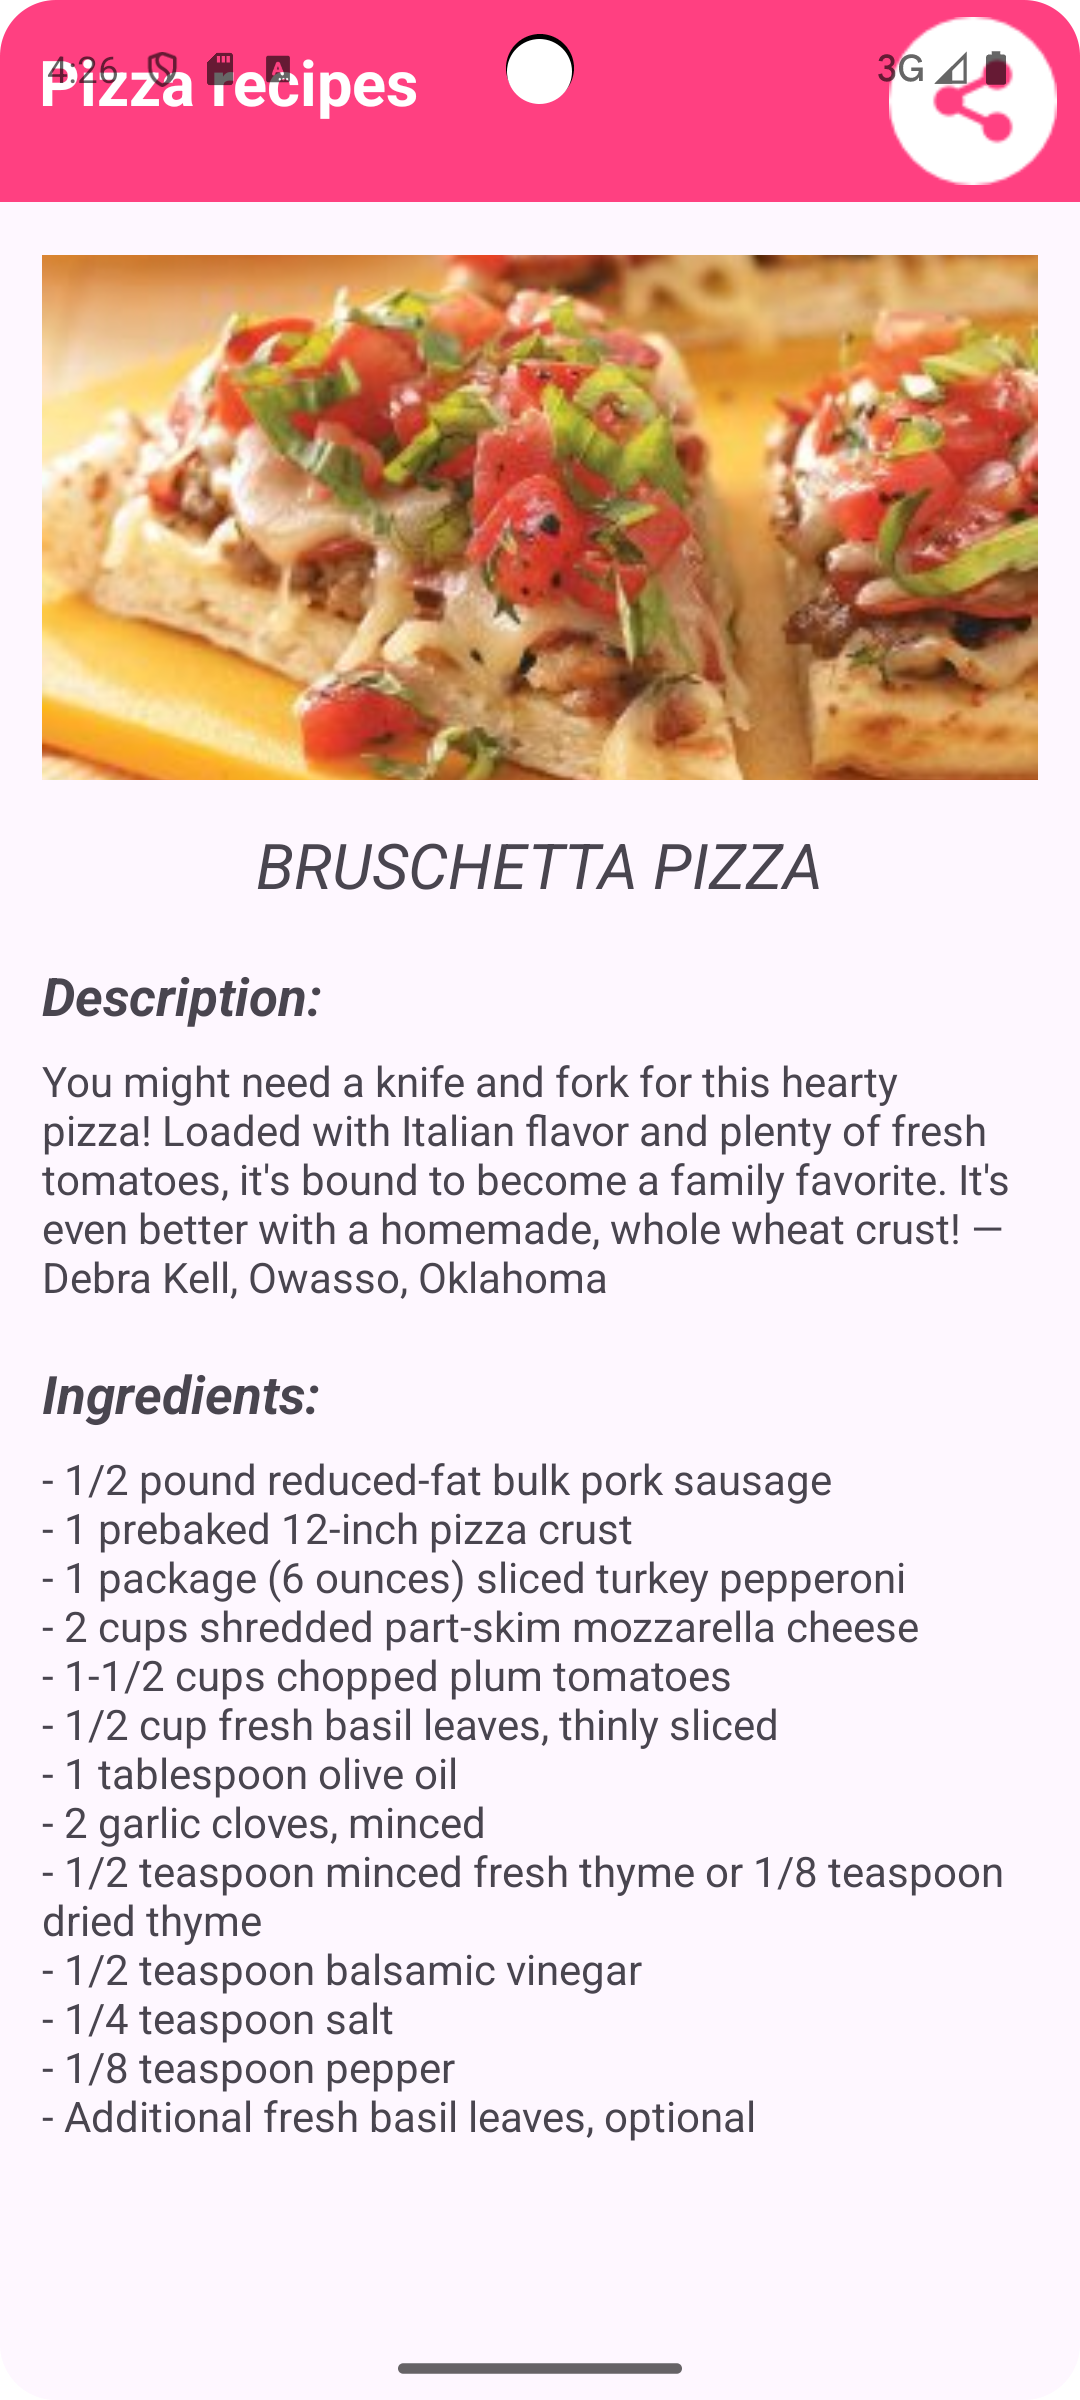 4:26
3G
Pizza recipes
BRUSCHETTA PIZZA
Description:
You might need a knife and fork for this hearty
pizza! Loaded with Italian flavor and plenty of fresh
tomatoes, it's bound to become a family favorite. It's
even better with a homemade, whole wheat crust! —
Debra Kell, Owasso, Oklahoma
Ingredients:
- 1/2 pound reduced-fat bulk pork sausage
- 1 prebaked 12-inch pizza crust
- 1 package (6 ounces) sliced turkey pepperoni
- 2 cups shredded part-skim mozzarella cheese
- 1-1/2 cups chopped plum tomatoes
- 1/2 cup fresh basil leaves, thinly sliced
- 1 tablespoon olive oil
- 2 garlic cloves, minced
- 1/2 teaspoon minced fresh thyme or 1/8 teaspoon
dried thyme
- 1/2 teaspoon balsamic vinegar
- 1/4 teaspoon salt
- 1/8 teaspoon pepper
- Additional fresh basil leaves, optional